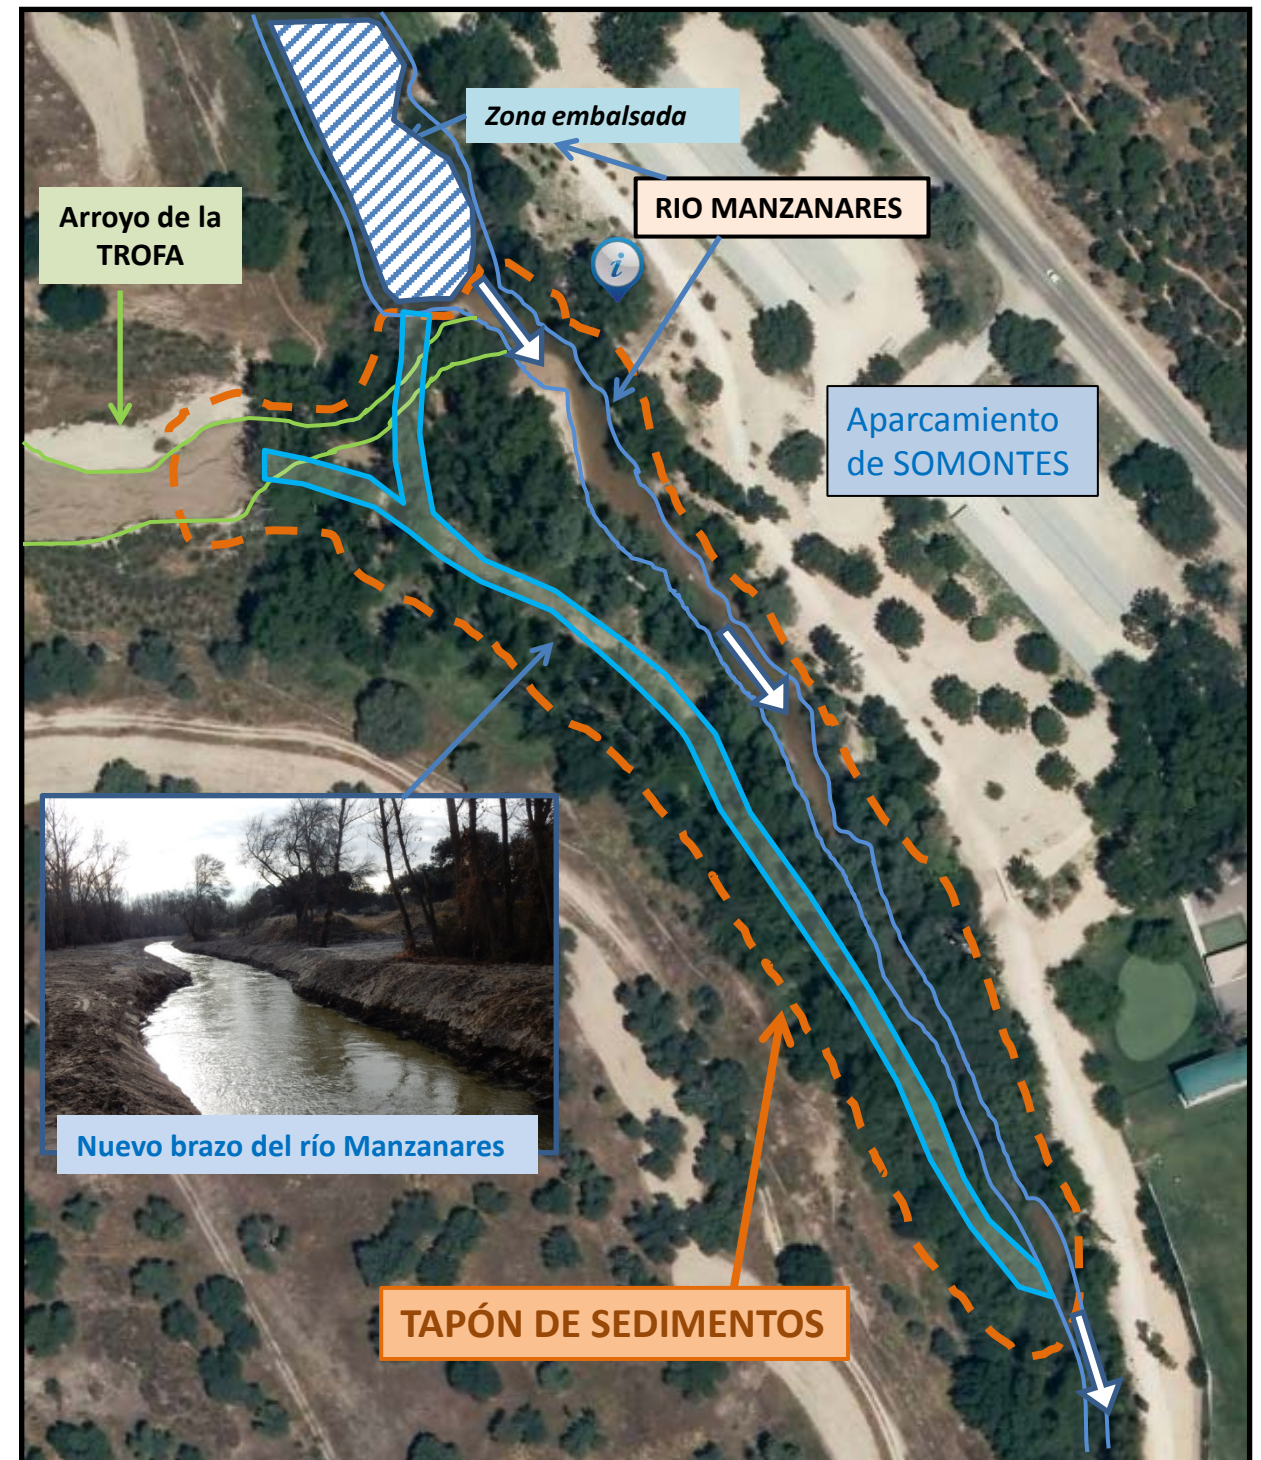 Zona embalsada
RIO MANZANARES
Arroyo de la
TROFA
i
Aparcamiento
de SOMONTES
Nuevo brazo del río Manzanares
TAPÓN DE SEDIMENTOS